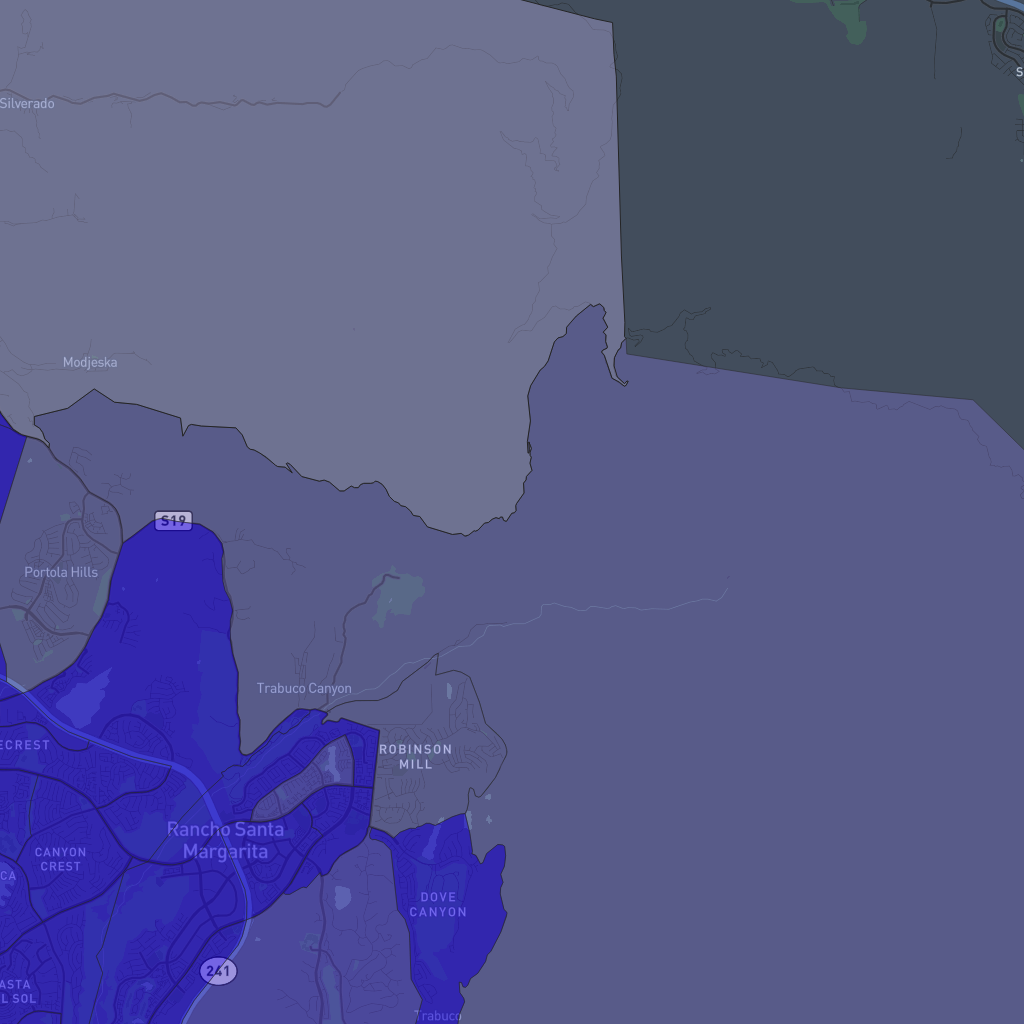 S
Silverado
Modjeska
S19
Portola Hills
Trabuco Canyon
ECREST
ROBINSON
MILL
Rancho Santa
Margarita
CANYON
CREST
CA
DOVE
CANYON
241
ASTA
L SOL
Trabuco